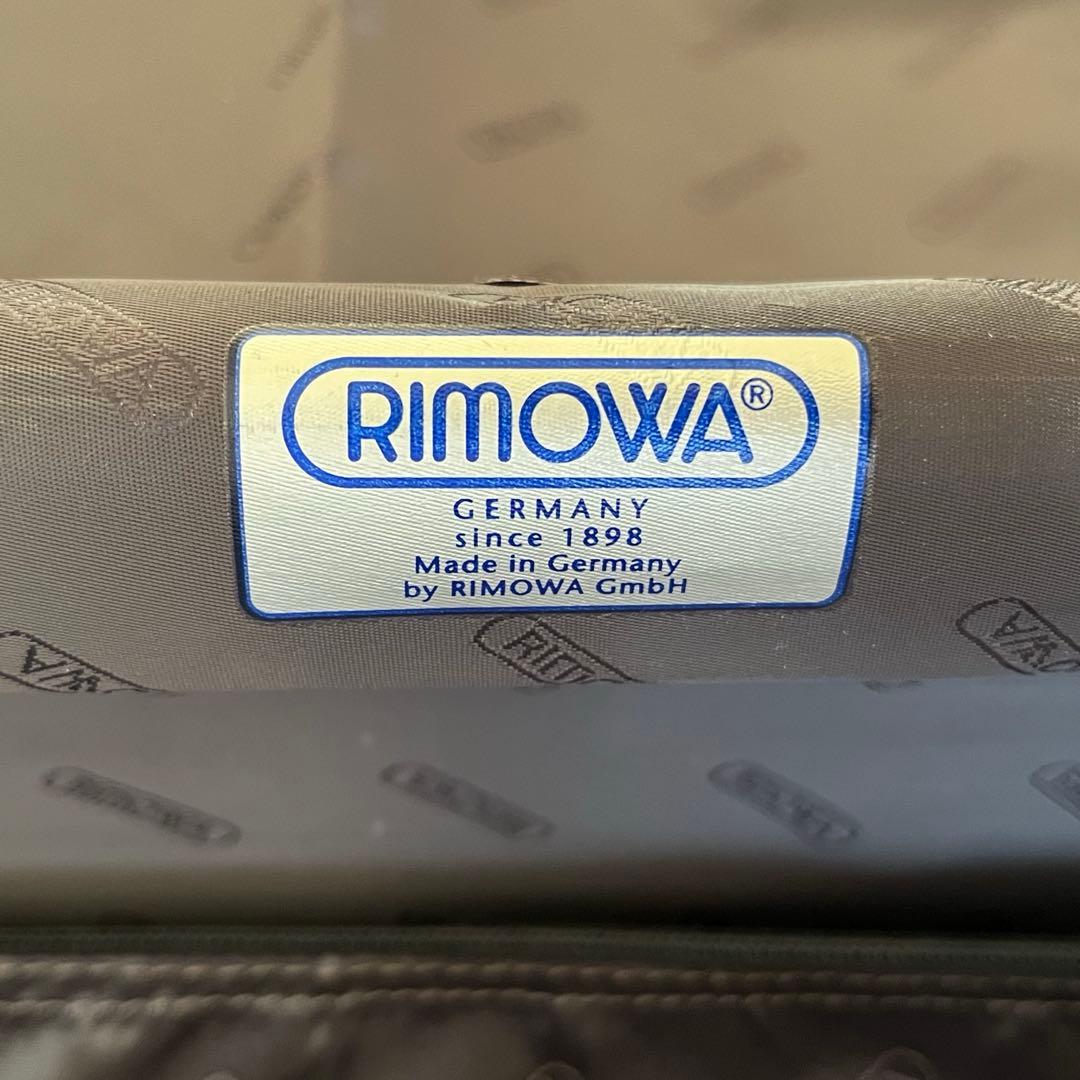 RIMOWA®
GERMANY
since 1898
Made in Germany
by RIMOWA GmbH